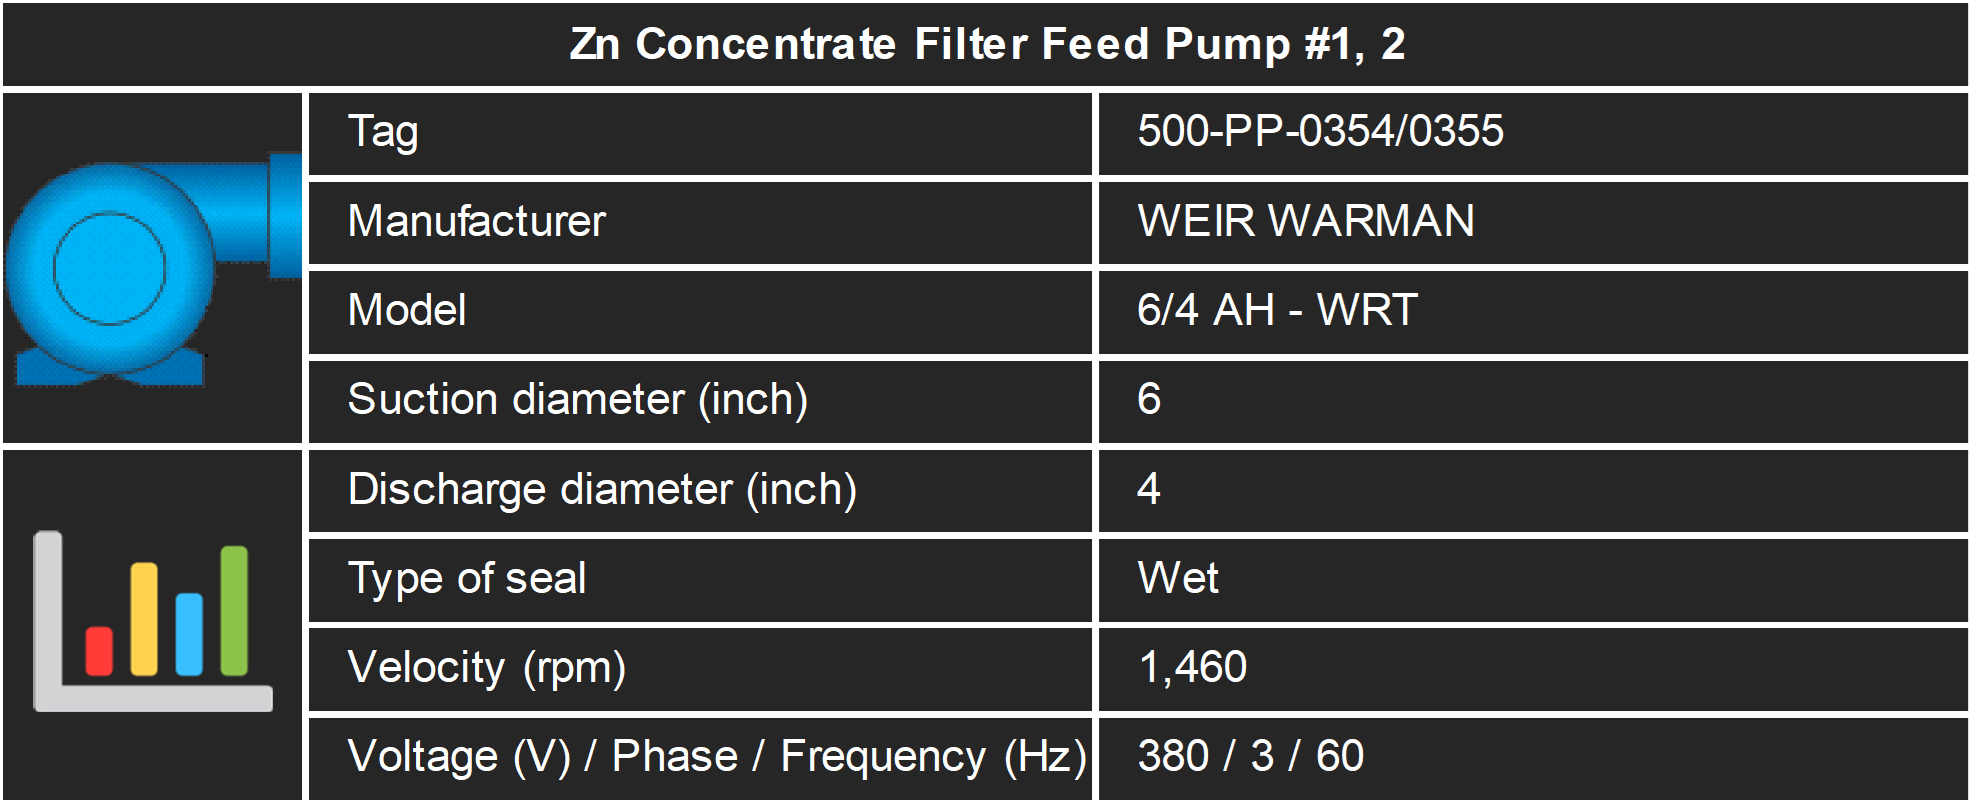 Zn Concentrate Filter Feed Pump #1, 2
Tag 500-PP-0354/0355
Manufacturer WEIR WARMAN
Model 6/4 AH - WRT
Suction diameter (inch) 6
Discharge diameter (inch) 4
Type of seal Wet
Velocity (rpm) 1,460
Voltage (V) / Phase / Frequency (Hz) 380 / 3 / 60